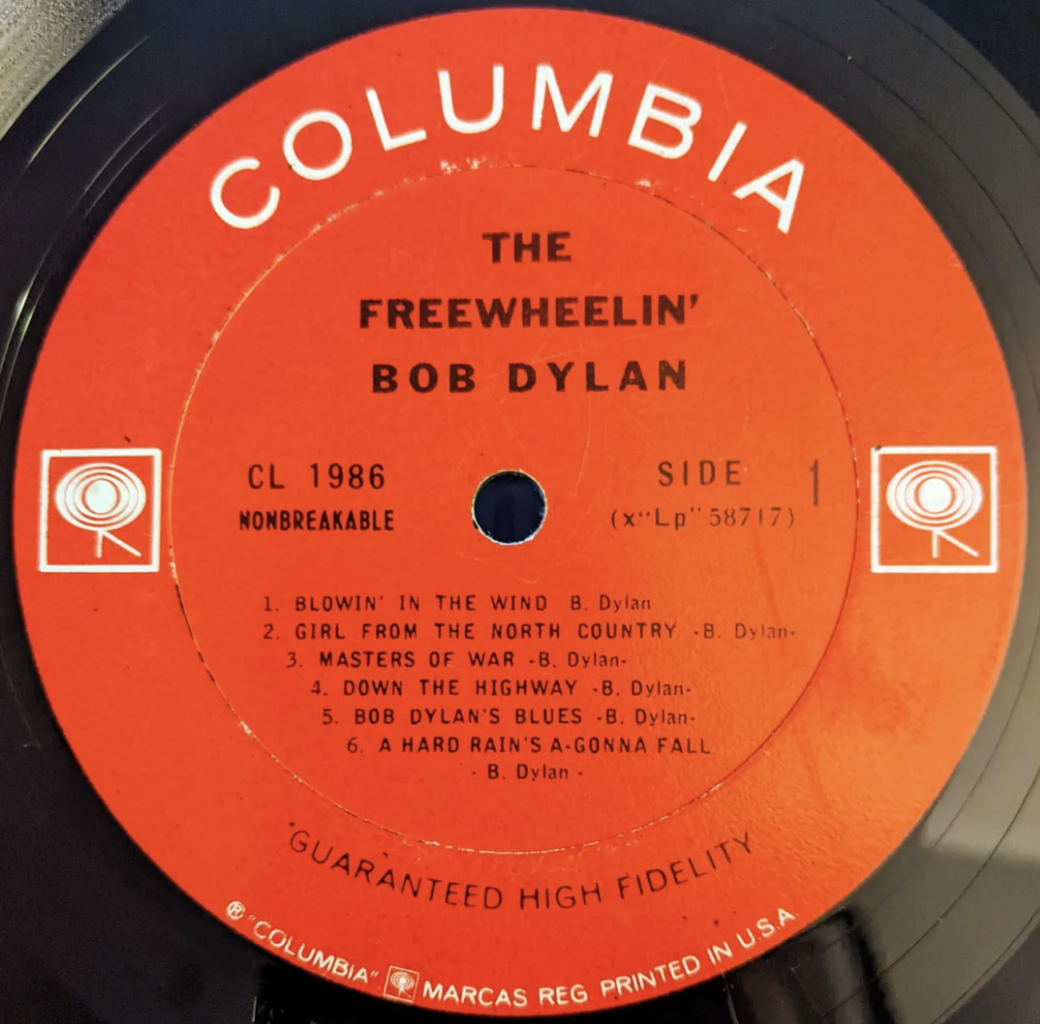 COLUMBIA
THE
FREEWHEELIN'
BOB DYLAN
CL 1986
NONBREAKABLE
SIDE 1
(x"Lp" 58717)
1. BLOWIN' IN THE WIND B. Dylan
2. GIRL FROM THE NORTH COUNTRY -B. Dylan-
3. MASTERS OF WAR -B. Dylan-
4. DOWN THE HIGHWAY -B. Dylan-
5. BOB DYLAN'S BLUES -B. Dylan-
6. A HARD RAIN'S A-GONNA FALL
- B. Dylan -
GUARANTEED HIGH FIDELITY
® "COLUMBIA" MARCAS REG. PRINTED IN U.S.A.